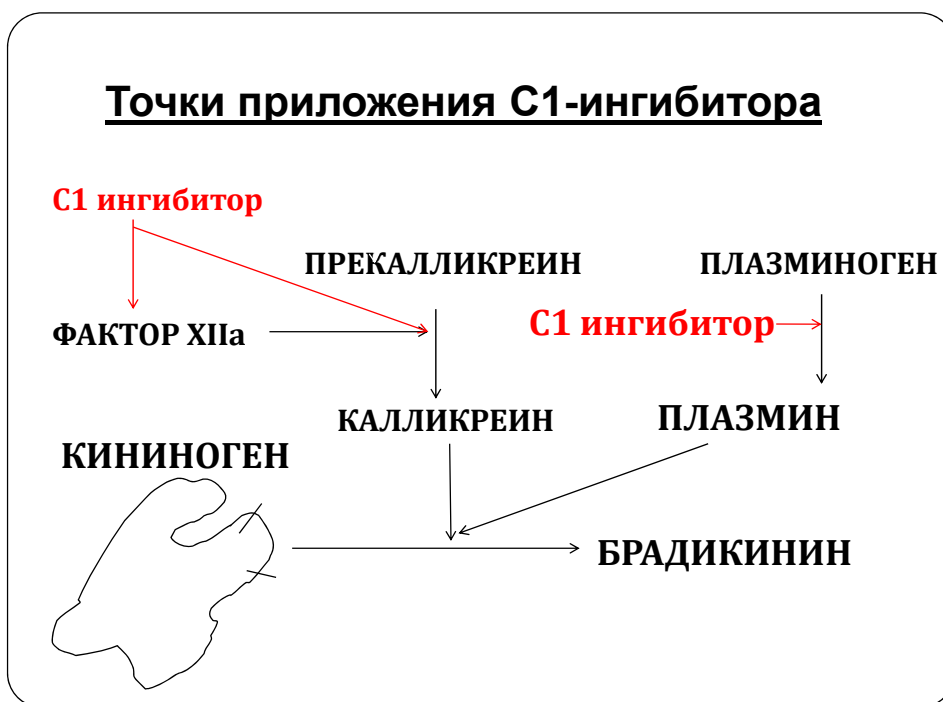 Точки приложения С1-ингибитора
С1 ингибитор
ПРЕКАЛЛИКРЕИН
ПЛАЗМИНОГЕН
ФАКТОР XIIa
С1 ингибитор
КАЛЛИКРЕИН
ПЛАЗМИН
КИНИНОГЕН
БРАДИКИНИН